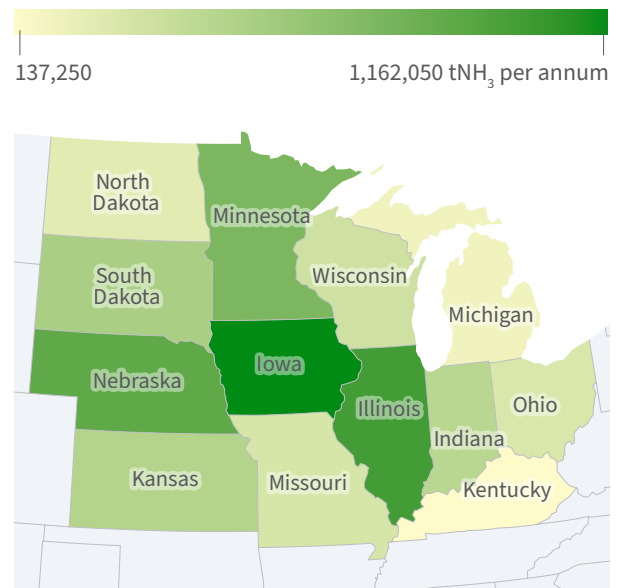 137,250
1,162,050 tNH₃ per annum
North
Dakota
Minnesota
South
Dakota
Wisconsin
Michigan
Nebraska
Iowa
Illinois
Ohio
Indiana
Kansas
Missouri
Kentucky